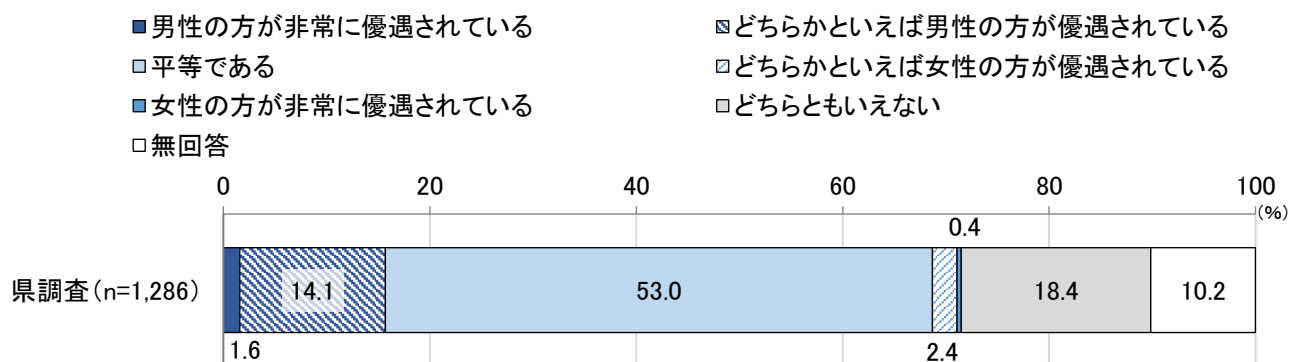 ■男性の方が非常に優遇されている
どちらかといえば男性の方が優遇されている
平等である
どちらかといえば女性の方が優遇されている
女性の方が非常に優遇されている
どちらともいえない
無回答
0 20 40 60 80 100
(%)
0.4
県調査(n=1,286)
14.1 53.0 18.4 10.2
1.6 2.4